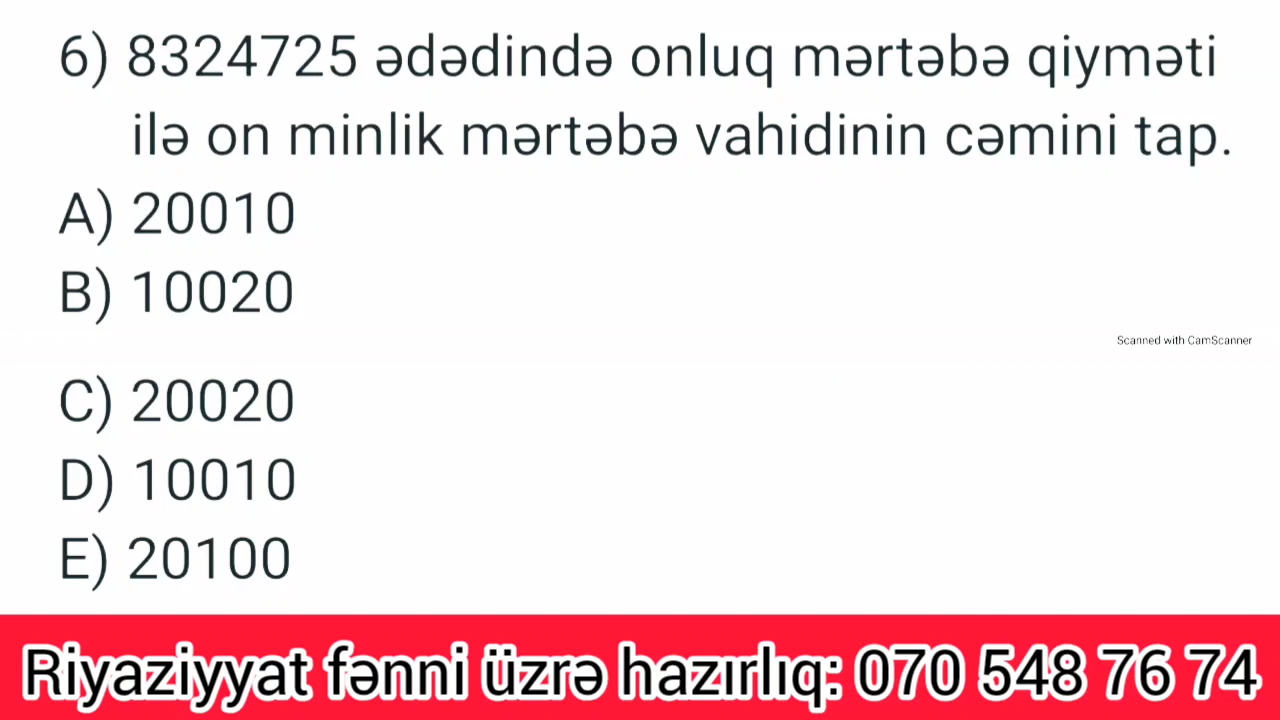 6) 8324725 ədədində onluq mərtəbə qiyməti
ilə on minlik mərtəbə vahidinin cəmini tap.
A) 20010
B) 10020
Scanned with CamScanner
C) 20020
D) 10010
E) 20100
Riyaziyyat fənni üzrə hazırlıq: 070 548 76 74